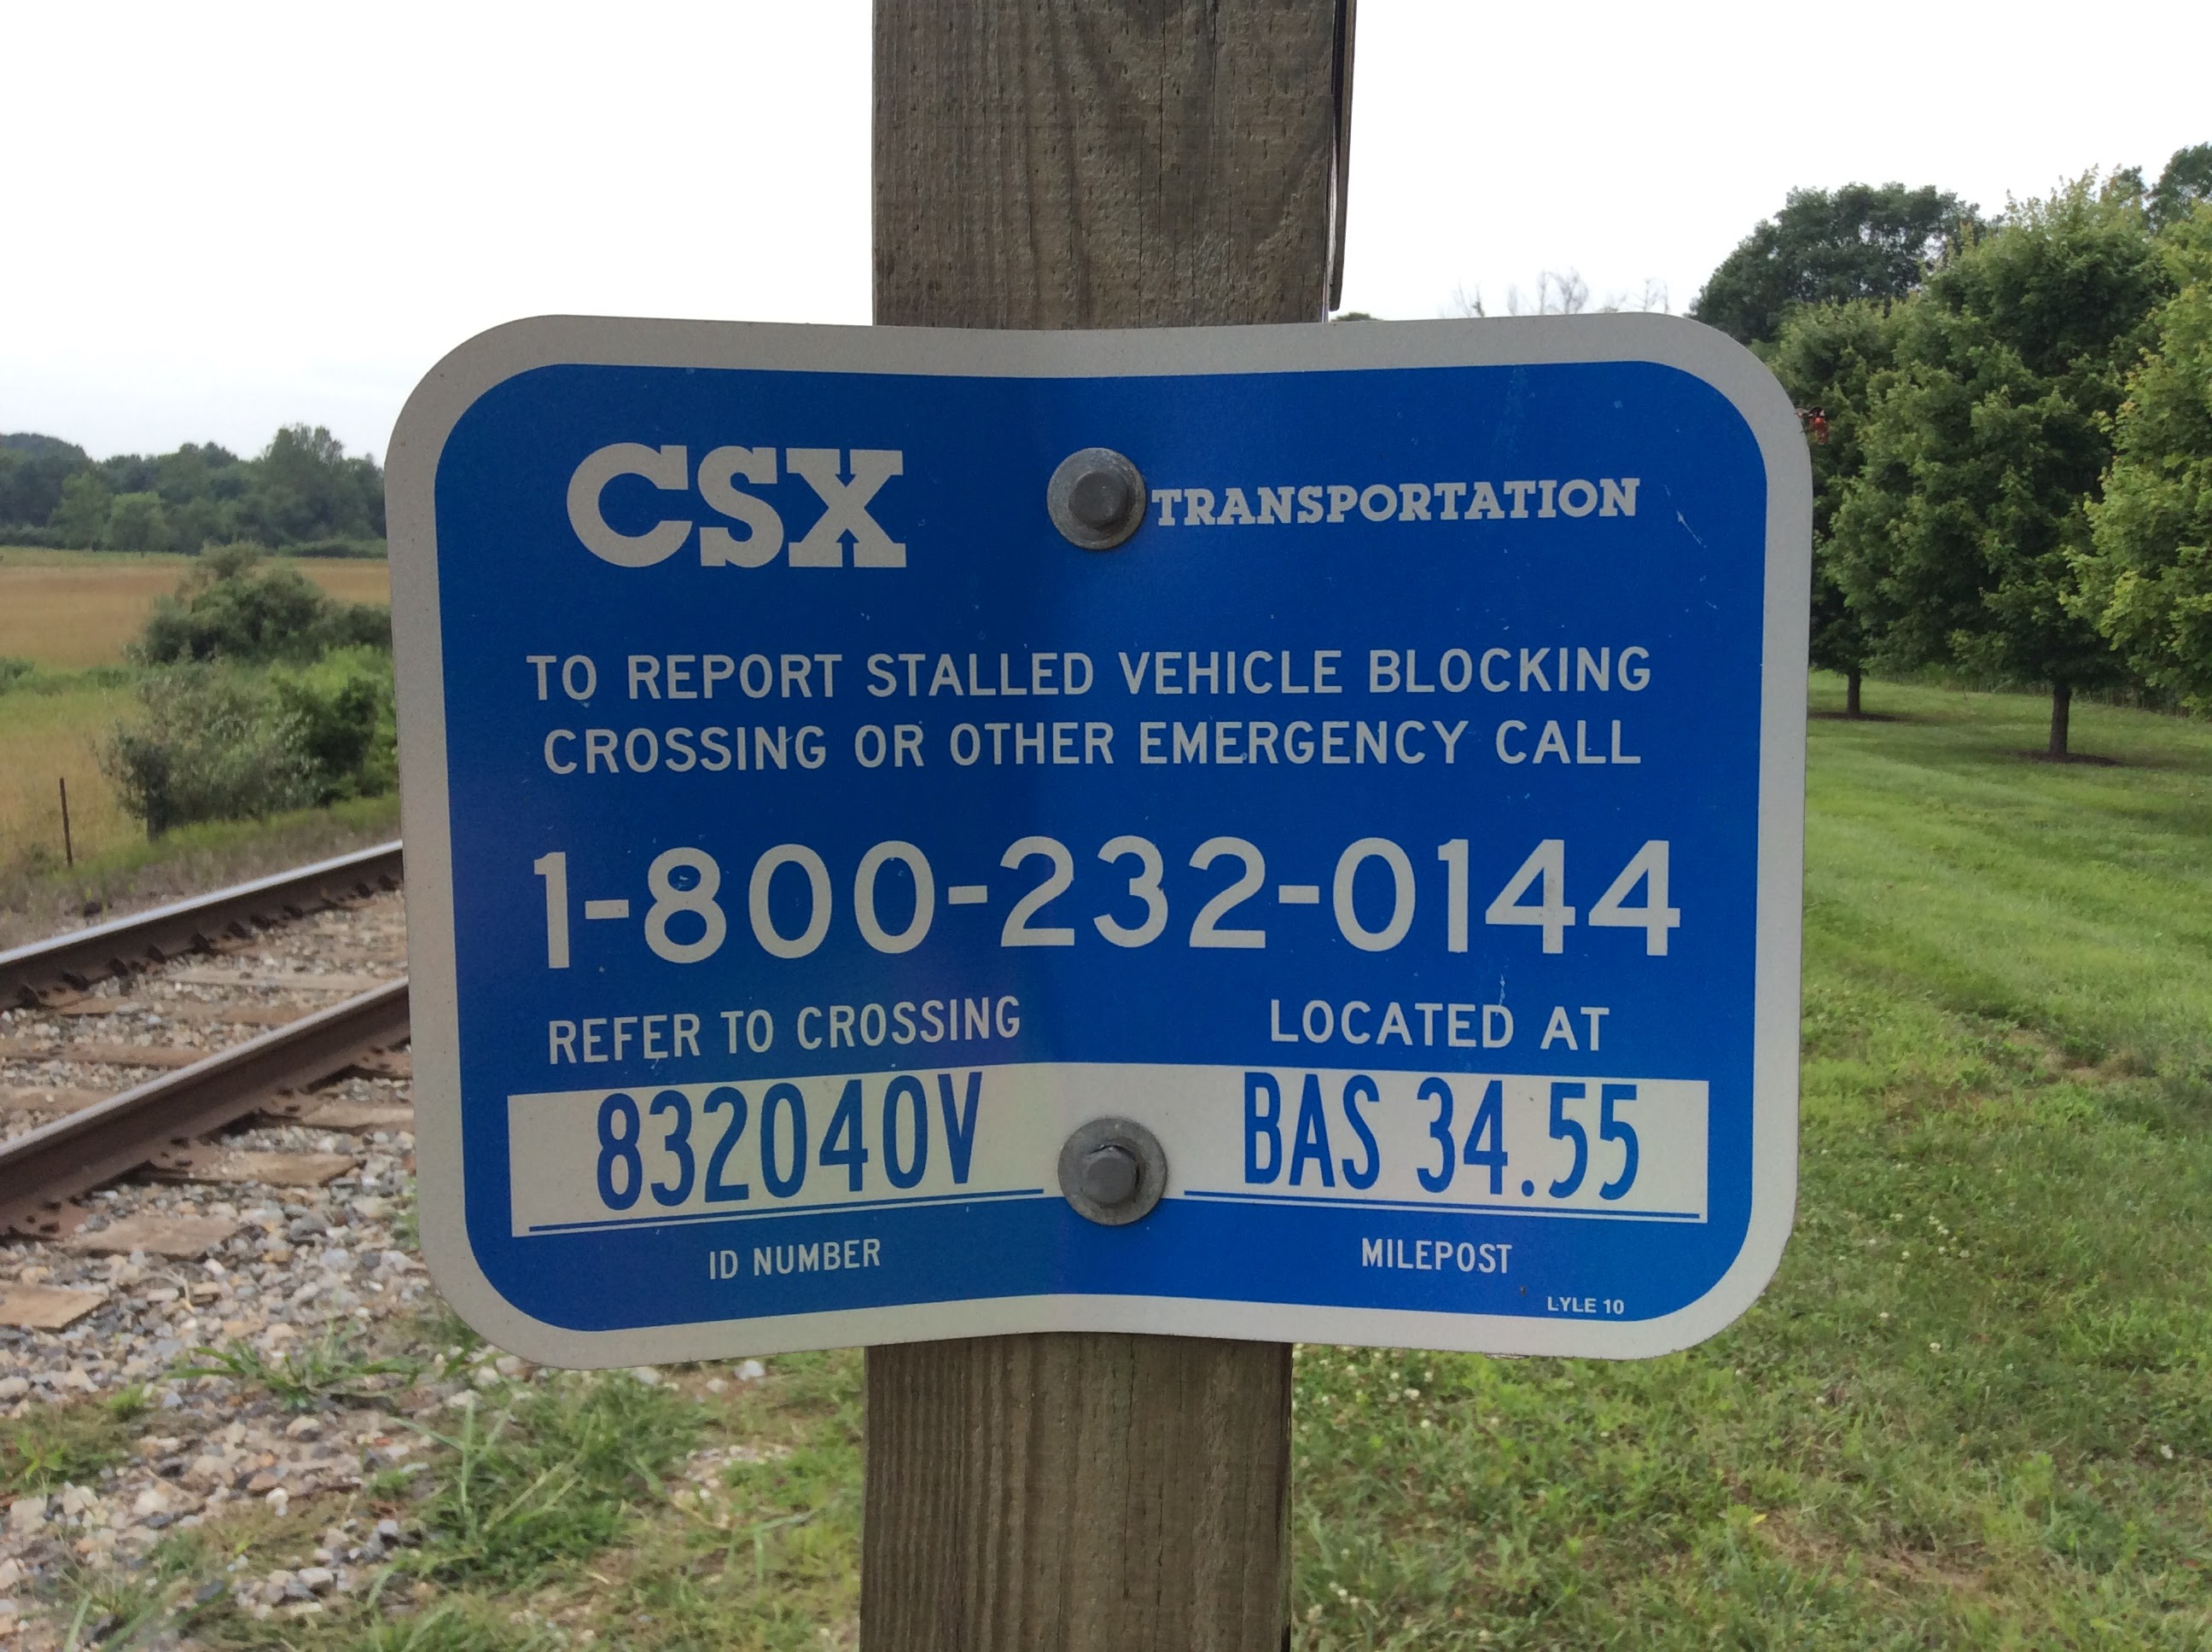 CSX TRANSPORTATION
TO REPORT STALLED VEHICLE BLOCKING
CROSSING OR OTHER EMERGENCY CALL
1-800-232-0144
REFER TO CROSSING LOCATED AT
832040V BAS 34.55
ID NUMBER MILEPOST
LYLE 10